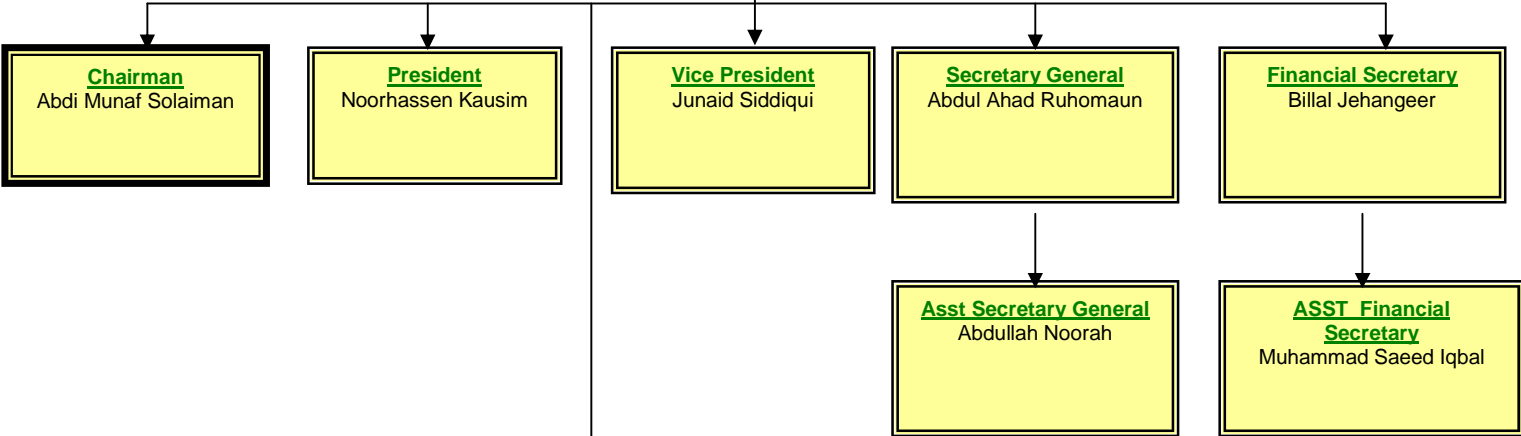 Chairman
Abdi Munaf Solaiman
President
Noorhassen Kausim
Vice President
Junaid Siddiqui
Secretary General
Abdul Ahad Ruhomaun
Financial Secretary
Billal Jehangeer
Asst Secretary General
Abdullah Noorah
ASST  Financial
Secretary
Muhammad Saeed Iqbal